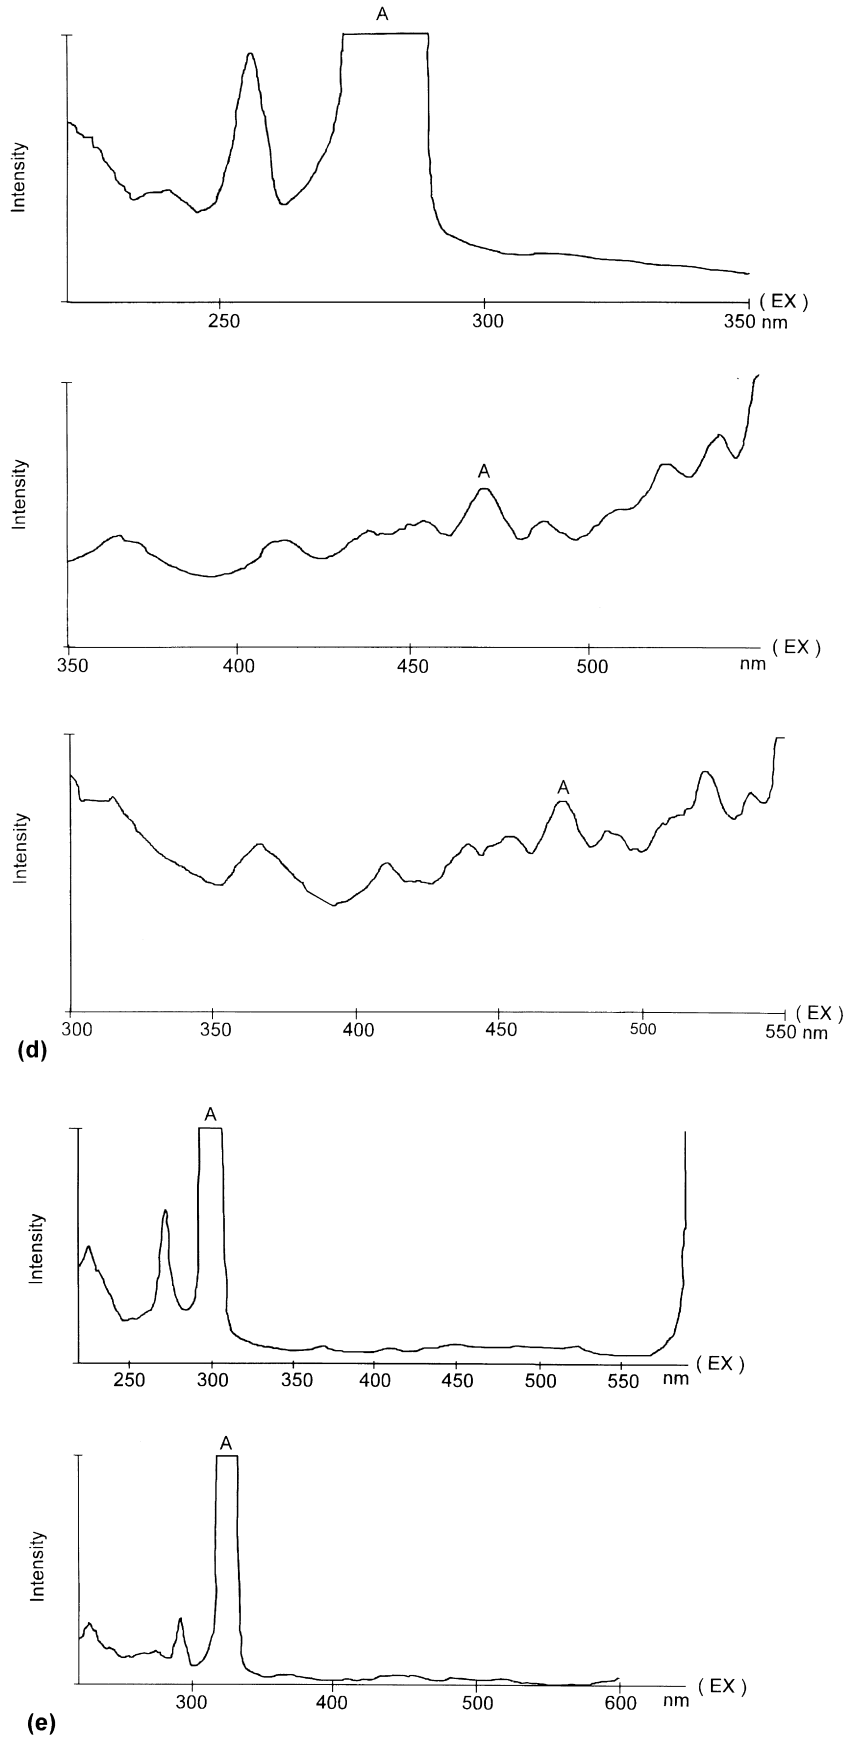 A
Intensity
( EX )
250 300 350 nm
A
Intensity
( EX )
350 400 450 500 nm
A
Intensity
( EX )
300 350 400 450 500 550 nm
(d)
A
Intensity
( EX )
250 300 350 400 450 500 550 nm
A
Intensity
( EX )
300 400 500 600 nm
(e)